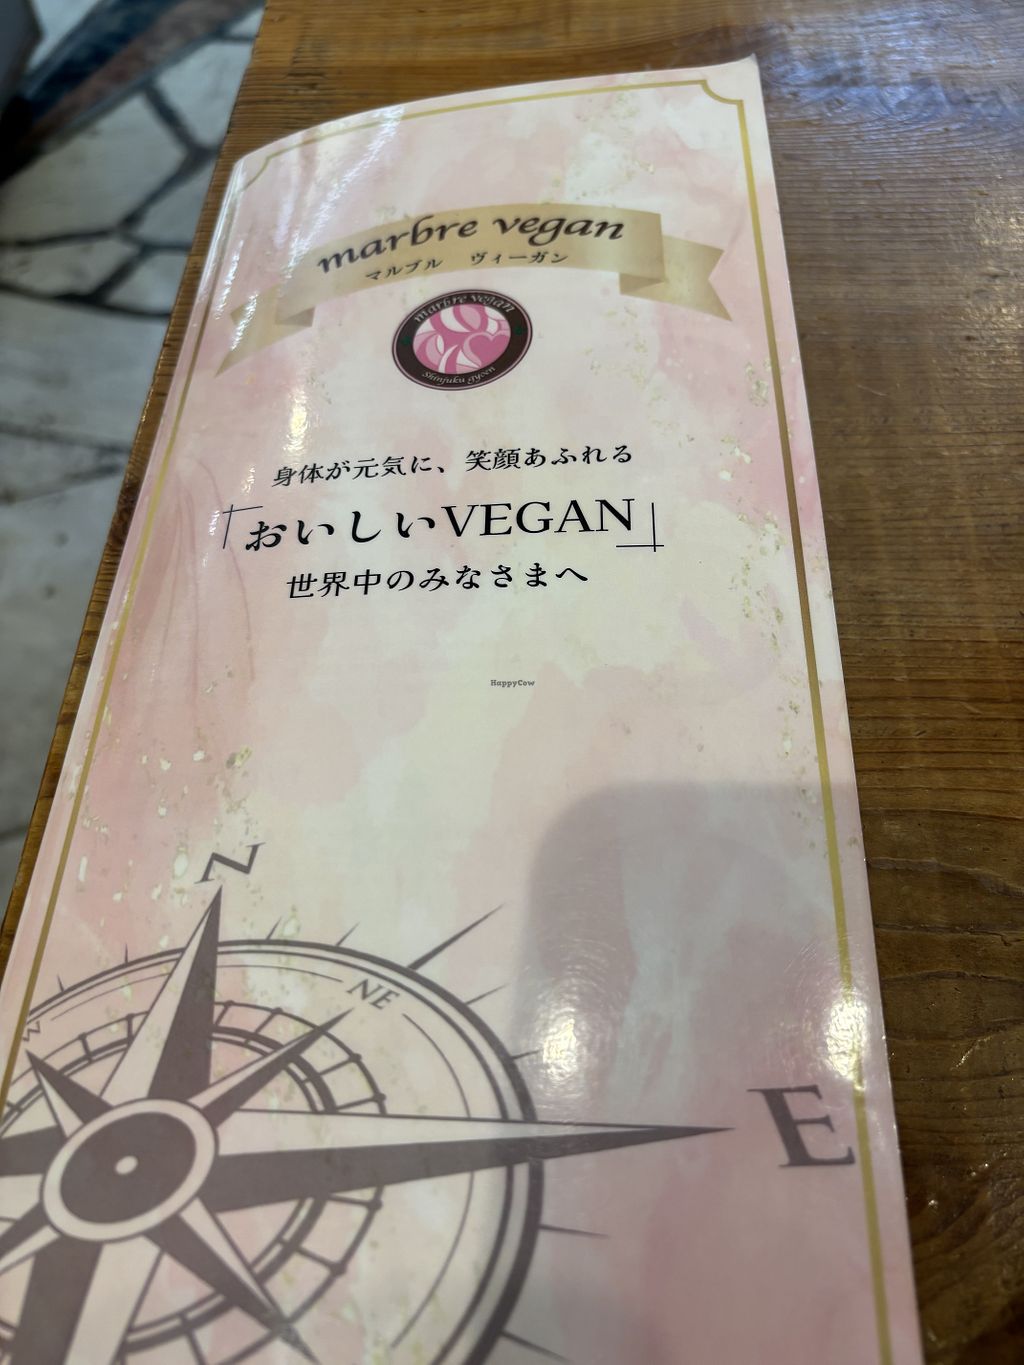 marbre vegan
マルブル ヴィーガン
marbre vegan
Shinjuku gyoen
身体が元気に、笑顔あふれる
「おいしいVEGAN」
世界中のみなさまへ
HappyCow
N
NE
W
E